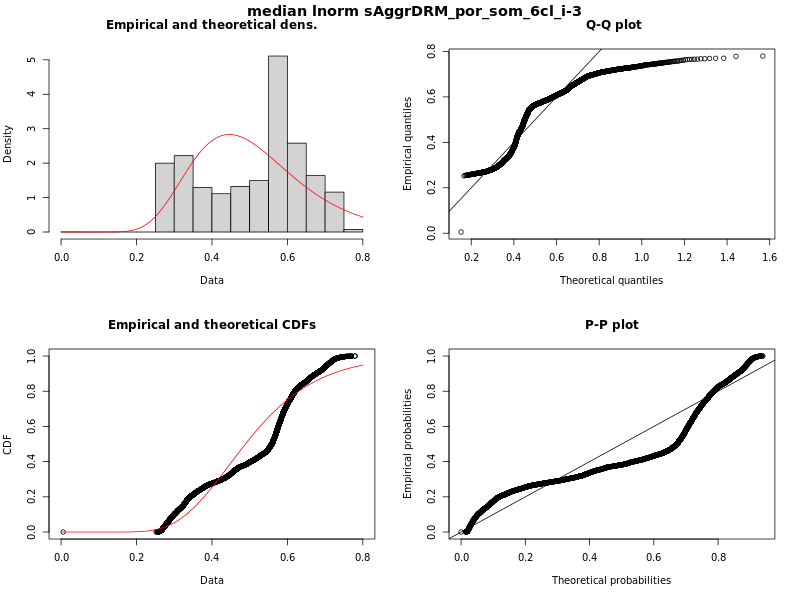 median lnorm sAggrDRM_por_som_6cl_i-3
Empirical and theoretical dens.
Density
0 1 2 3 4 5
0.0 0.2 0.4 0.6 0.8
Data
Q-Q plot
Empirical quantiles
0.0 0.2 0.4 0.6 0.8
0.2 0.4 0.6 0.8 1.0 1.2 1.4 1.6
Theoretical quantiles
Empirical and theoretical CDFs
CDF
0.0 0.2 0.4 0.6 0.8 1.0
0.0 0.2 0.4 0.6 0.8
Data
P-P plot
Empirical probabilities
0.0 0.2 0.4 0.6 0.8 1.0
0.0 0.2 0.4 0.6 0.8
Theoretical probabilities